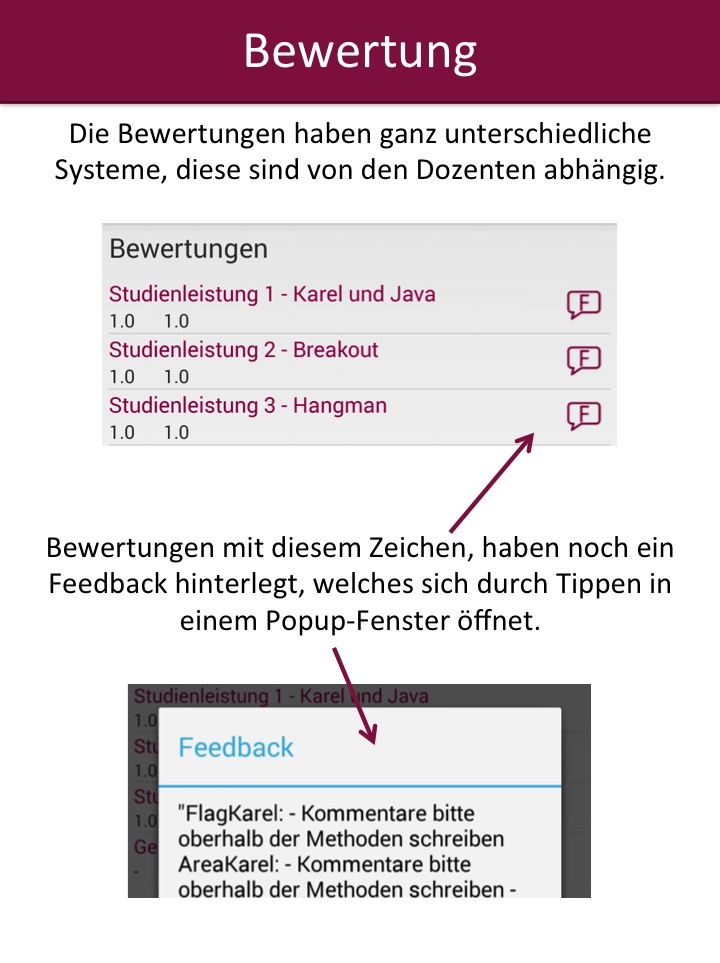 Bewertung
Die Bewertungen haben ganz unterschiedliche
Systeme, diese sind von den Dozenten abhängig.
Bewertungen
Studienleistung 1 - Karel und Java
1.0 1.0
F
Studienleistung 2 - Breakout
1.0 1.0
F
Studienleistung 3 - Hangman
1.0 1.0
F
Bewertungen mit diesem Zeichen, haben noch ein
Feedback hinterlegt, welches sich durch Tippen in
einem Popup-Fenster öffnet.
Studienleistung 1 - Karel und Java
1.0
Stu
1.0
Stu
1.0
Ge
-
Feedback
"FlagKarel: - Kommentare bitte
oberhalb der Methoden schreiben
AreaKarel: - Kommentare bitte
oberhalb der Methoden schreiben -